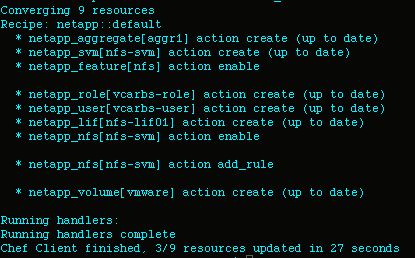 Converging 9 resources
Recipe: netapp::default
* netapp_aggregate[aggr1] action create (up to date)
* netapp_svm[nfs-svm] action create (up to date)
* netapp_feature[nfs] action enable
* netapp_role[vcarbs-role] action create (up to date)
* netapp_user[vcarbs-user] action create (up to date)
* netapp_lif[nfs-lif01] action create (up to date)
* netapp_nfs[nfs-svm] action enable
* netapp_nfs[nfs-svm] action add_rule
* netapp_volume[vmware] action create (up to date)
Running handlers:
Running handlers complete
Chef Client finished, 3/9 resources updated in 27 seconds